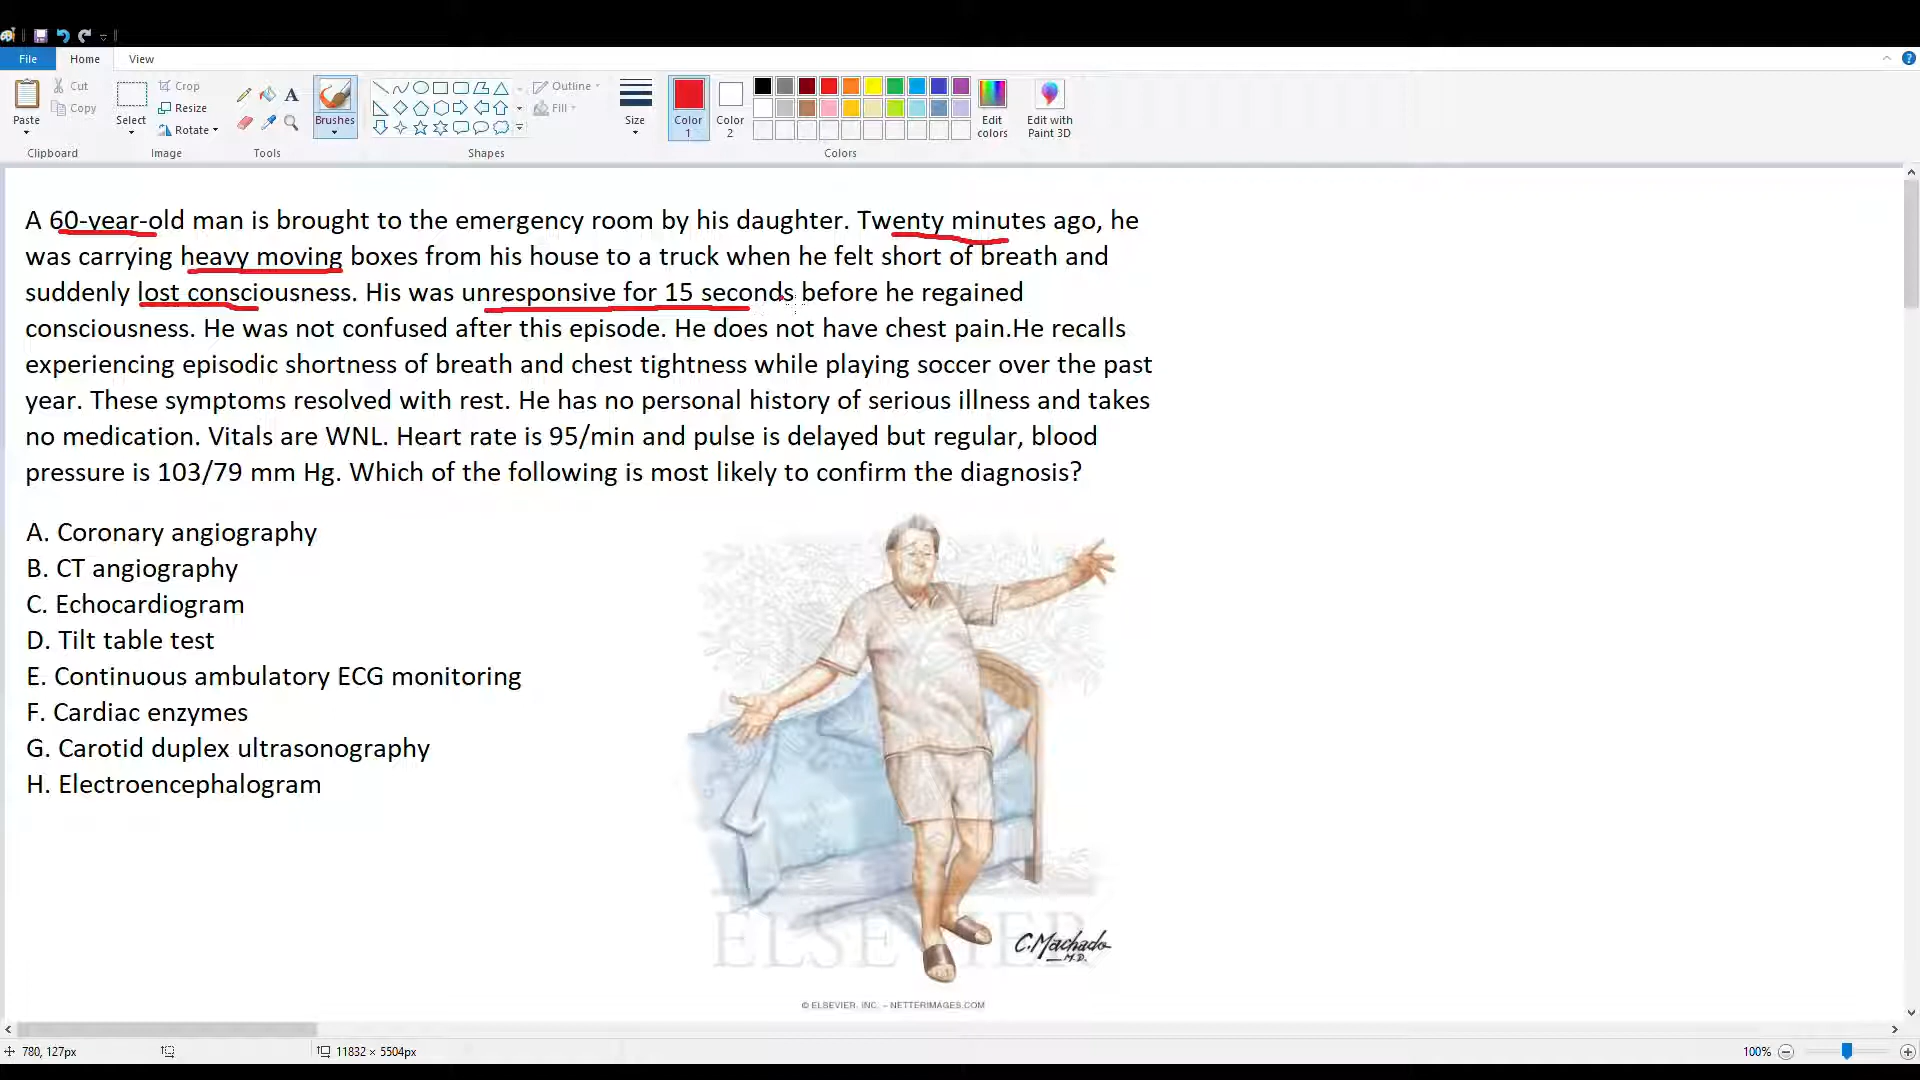 File Home View
Paste Cut Copy Select Crop Resize Rotate A Brushes Outline Fill Size Color 1 Color 2 Edit colors Edit with Paint 3D
Clipboard Image Tools Shapes Colors
A 60-year-old man is brought to the emergency room by his daughter. Twenty minutes ago, he
was carrying heavy moving boxes from his house to a truck when he felt short of breath and
suddenly lost consciousness. His was unresponsive for 15 seconds before he regained
consciousness. He was not confused after this episode. He does not have chest pain.He recalls
experiencing episodic shortness of breath and chest tightness while playing soccer over the past
year. These symptoms resolved with rest. He has no personal history of serious illness and takes
no medication. Vitals are WNL. Heart rate is 95/min and pulse is delayed but regular, blood
pressure is 103/79 mm Hg. Which of the following is most likely to confirm the diagnosis?
A. Coronary angiography
B. CT angiography
C. Echocardiogram
D. Tilt table test
E. Continuous ambulatory ECG monitoring
F. Cardiac enzymes
G. Carotid duplex ultrasonography
H. Electroencephalogram
ELSEVIER
C.Machado
M.D.
© ELSEVIER, INC. – NETTERIMAGES.COM
780, 127px 11832 × 5504px 100%